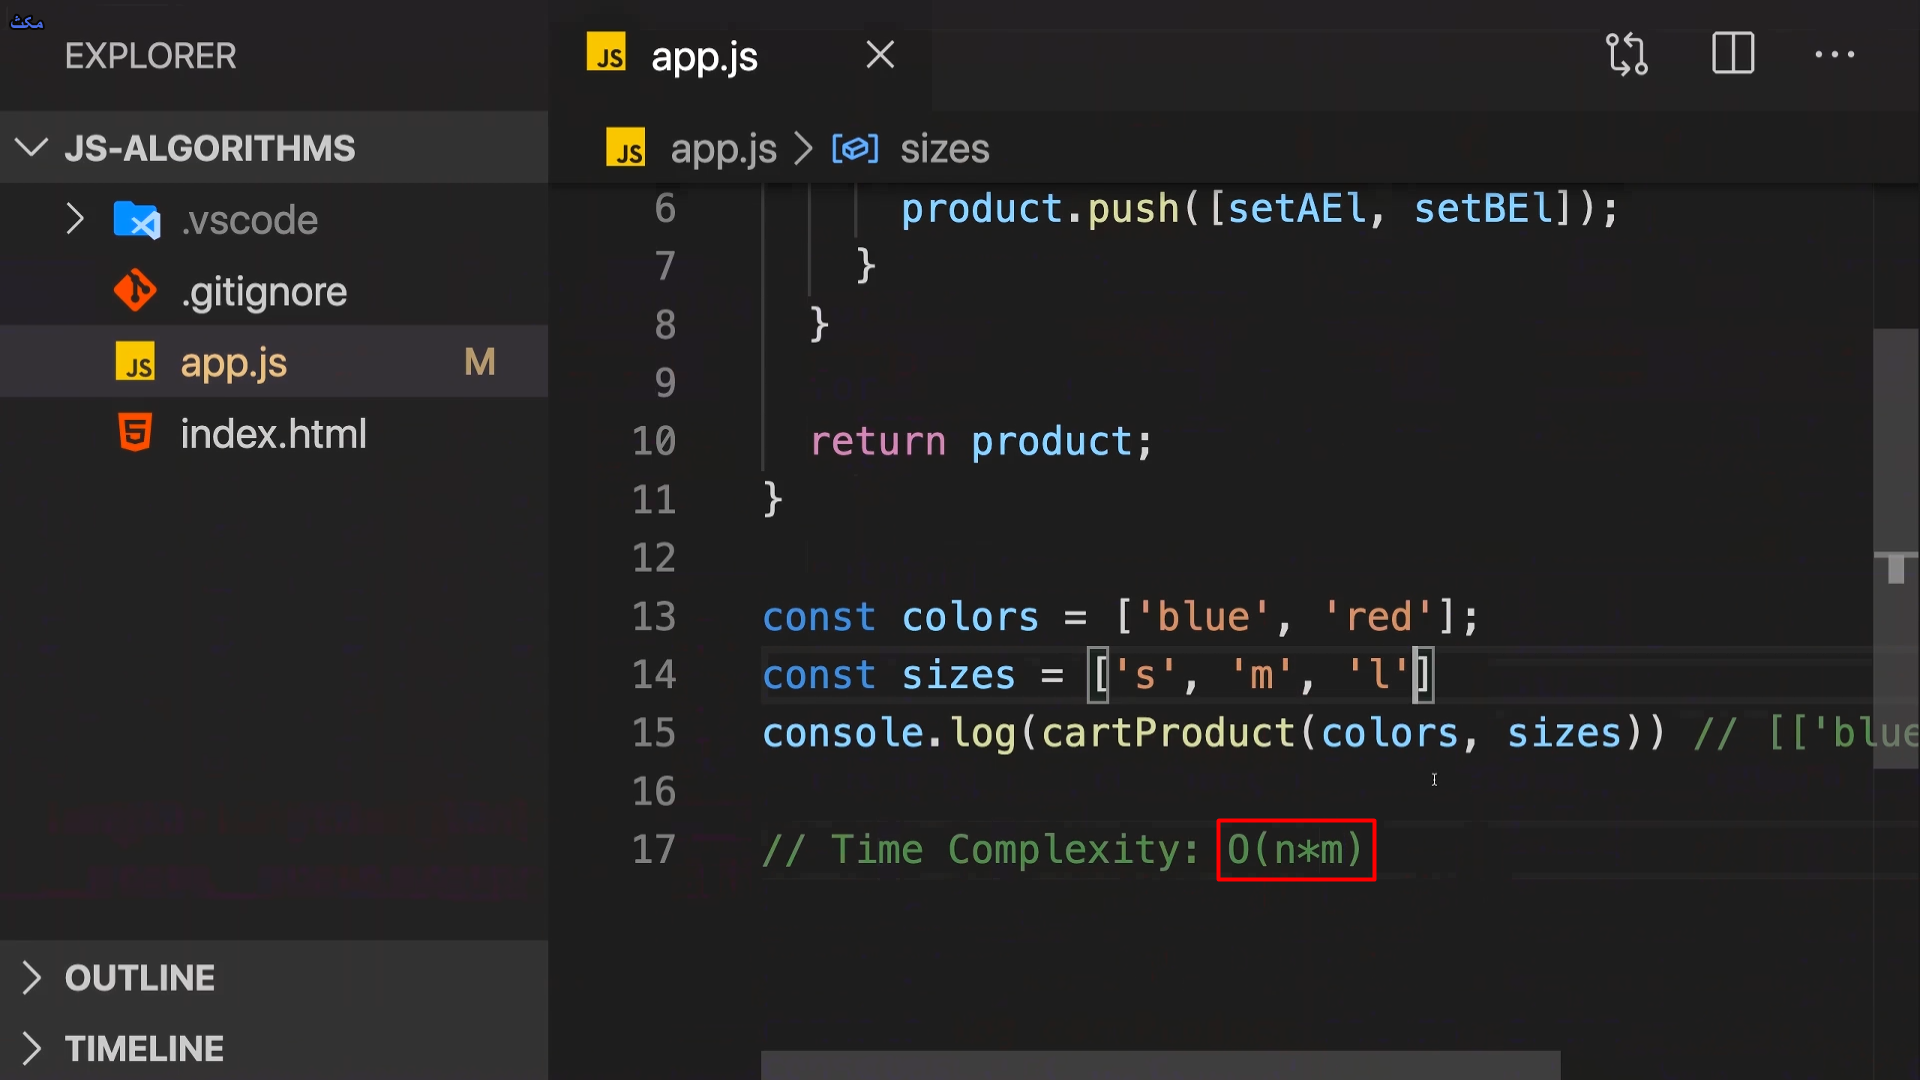 مكث
EXPLORER
JS-ALGORITHMS
.vscode
.gitignore
JS app.js M
5 index.html
OUTLINE
TIMELINE
JS app.js
JS app.js > sizes
6 product.push([setAEl, setBEl]);
7 }
8 }
9
10 return product;
11 }
12
13 const colors = ['blue', 'red'];
14 const sizes = ['s', 'm', 'l']
15 console.log(cartProduct(colors, sizes)) // [['blue
16
17 // Time Complexity: O(n*m)